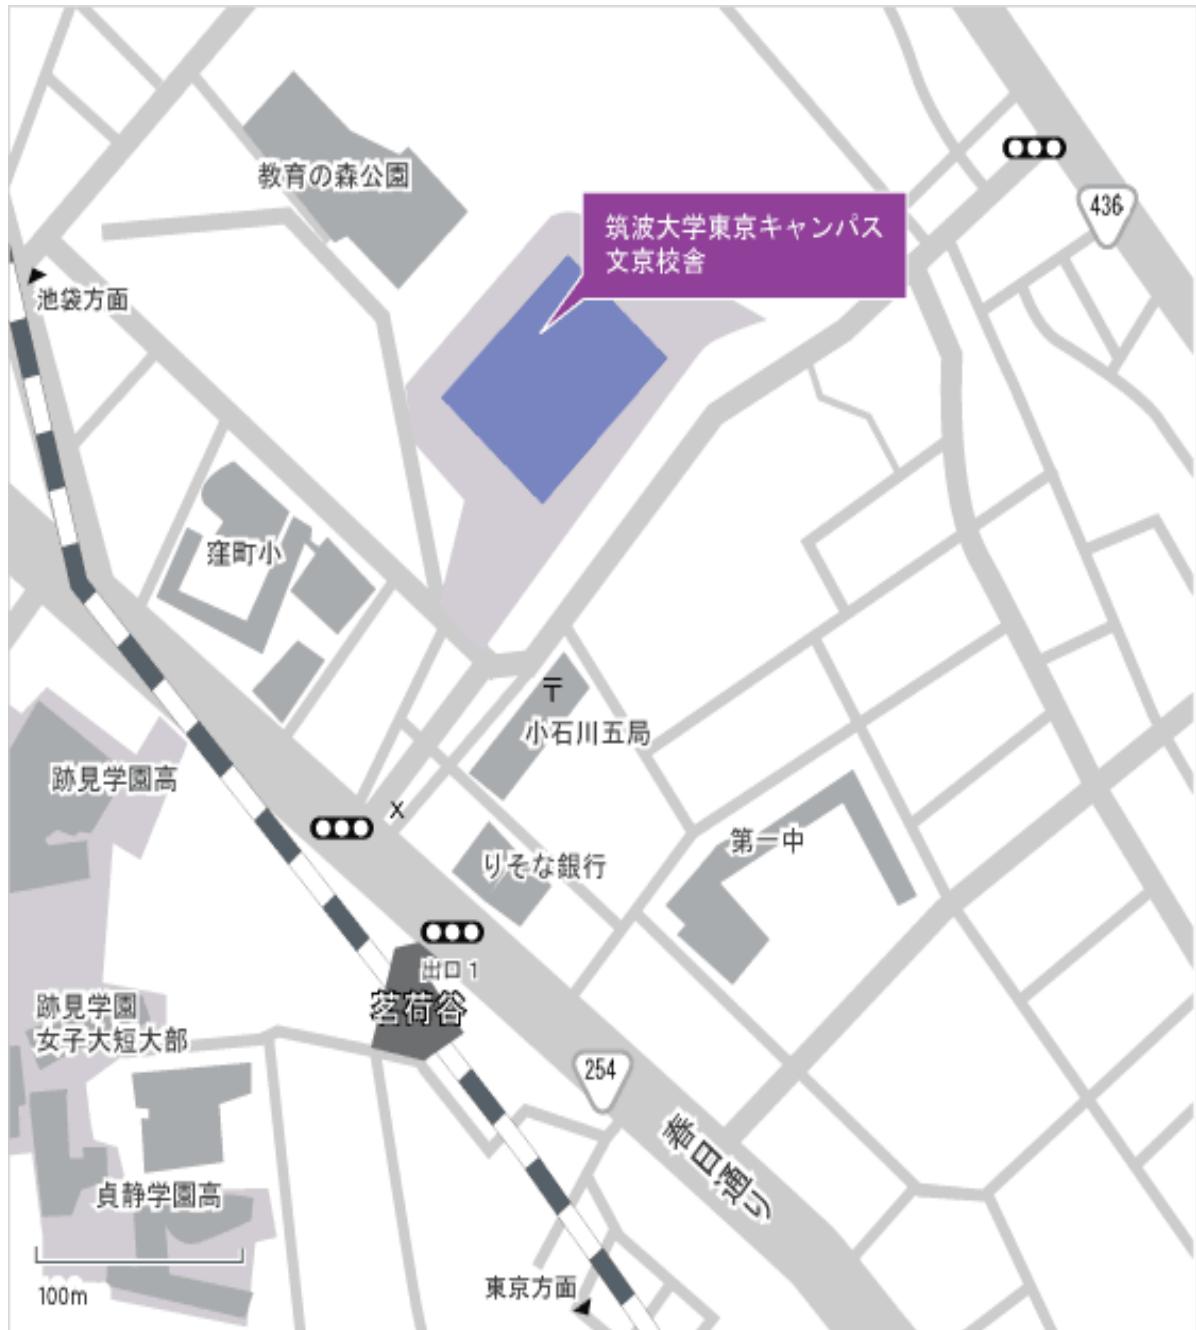 436
教育の森公園
筑波大学東京キャンパス
文京校舎
池袋方面
窪町小
〒
小石川五局
跡見学園高
X
りそな銀行
第一中
出口1
茗荷谷
跡見学園
女子大短大部
254
春日通り
貞静学園高
東京方面
100m